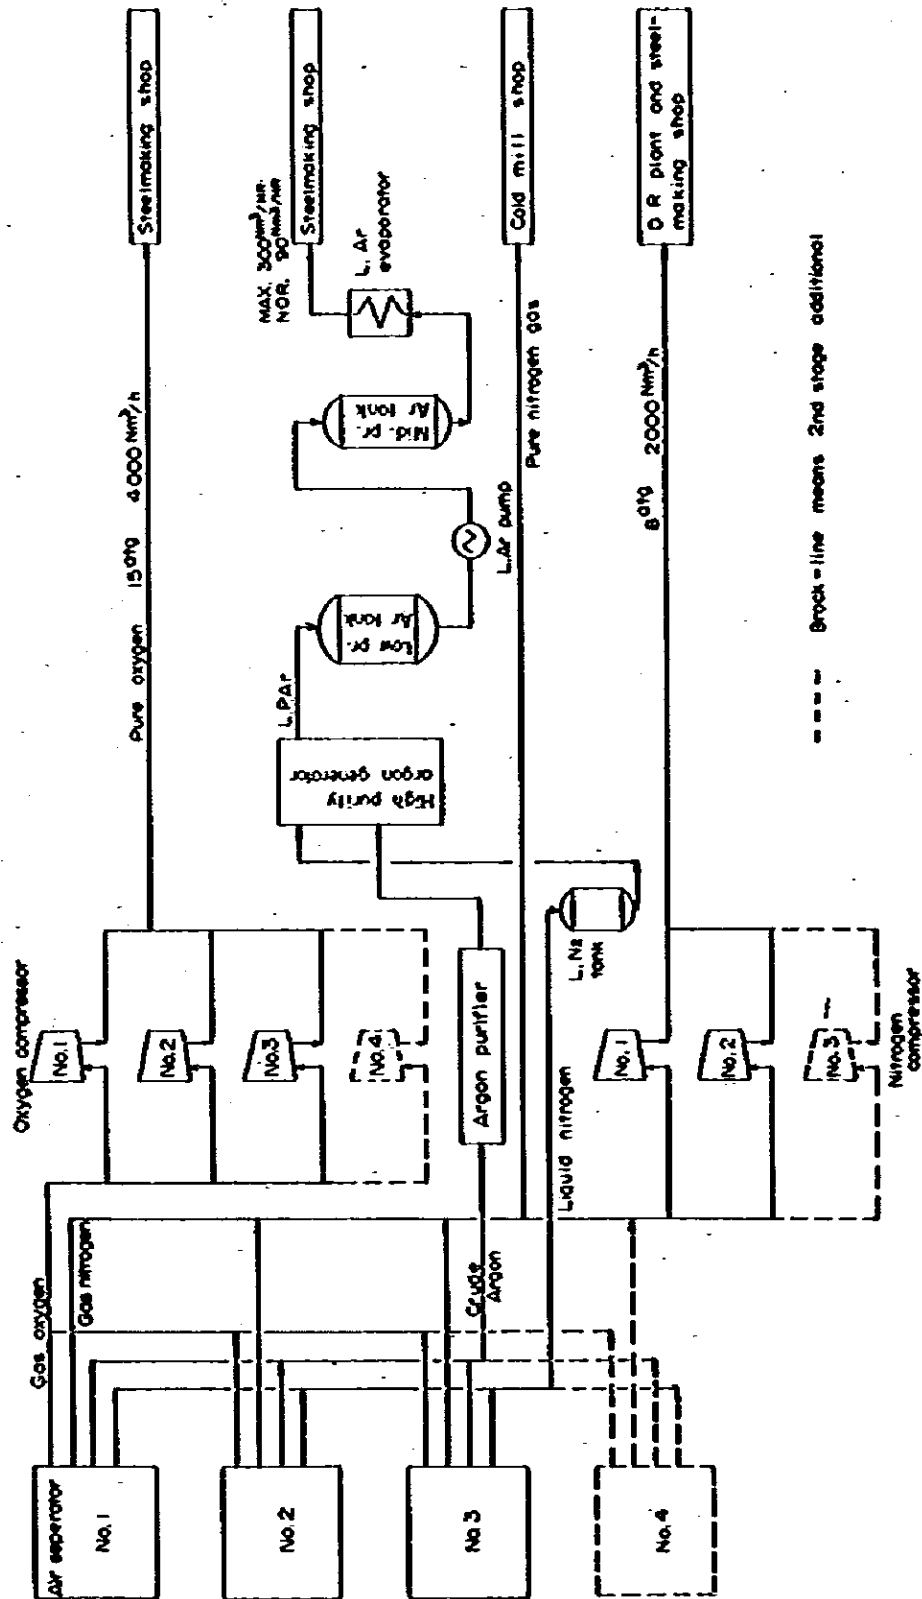 Oxygen compressor
No.1
No.2
No.3
No.4
Gas oxygen
Gas nitrogen
Air seperator
No.1
No.2
No.3
No.4
Crude
Argon
Argon purifier
Liquid nitrogen
L.N₂
tank
High purity
argon generator
L.PAr
Low pr.
Ar tank
L.Ar pump
Mid. pr.
Ar tank
L. Ar
evaporator
MAX. 300Nm³/HR.
NOR. 90Nm³/HR
Pure oxygen 15atg 4000Nm³/h
Steelmaking shop
Steelmaking shop
Pure nitrogen gas
Cold mill shop
8atg 2000Nm³/h
D R plant and steel-
making shop
No.1
No.2
No.3
Nitrogen
compressor
Brock-line means 2nd stage additional